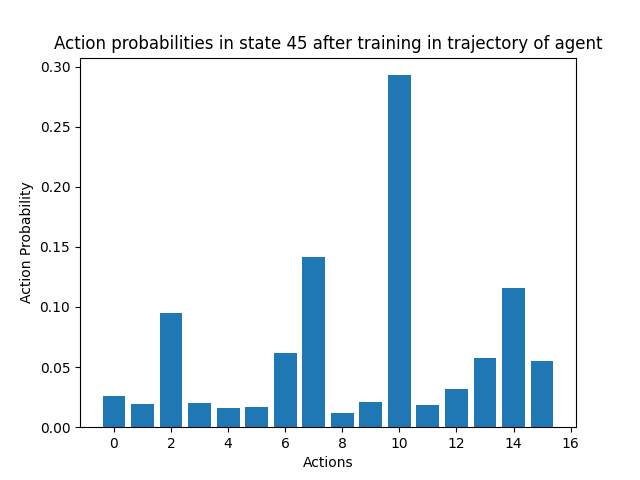 Action probabilities in state 45 after training in trajectory of agent
0.30
0.25
0.20
0.15
0.10
0.05
0.00
Action Probability
0 2 4 6 8 10 12 14 16
Actions